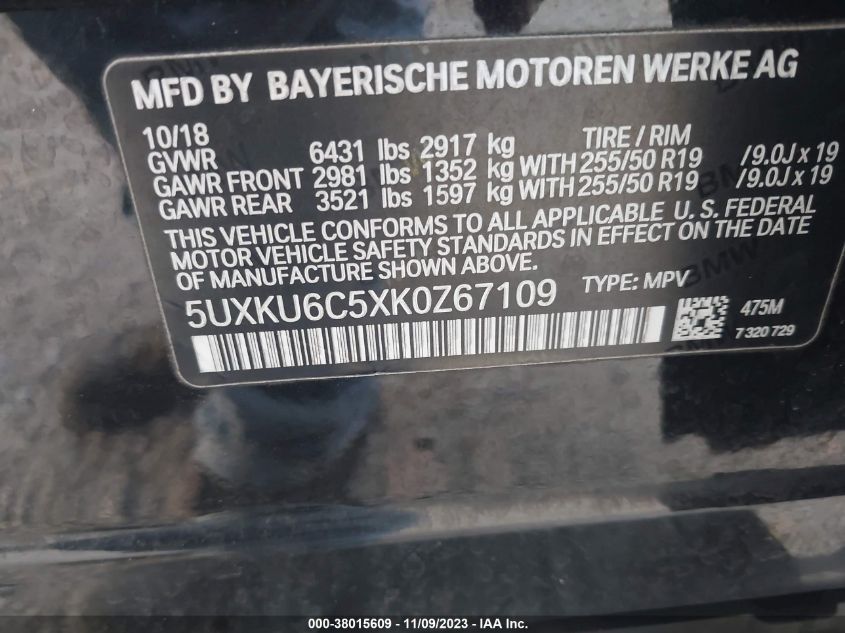 MFD BY BAYERISCHE MOTOREN WERKE AG
10/18 TIRE / RIM
GVWR 6431 lbs 2917 kg
GAWR FRONT 2981 lbs 1352 kg WITH 255/50 R19 /9.0J x 19
GAWR REAR 3521 lbs 1597 kg WITH 255/50 R19 /9.0J x 19
THIS VEHICLE CONFORMS TO ALL APPLICABLE U. S. FEDERAL
MOTOR VEHICLE SAFETY STANDARDS IN EFFECT ON THE DATE
OF MANUFACTURE SHOWN ABOVE.
5UXKU6C5XK0Z67109 TYPE: MPV
475M
7 320 729
BMW
000-38015609 - 11/09/2023 - IAA Inc.